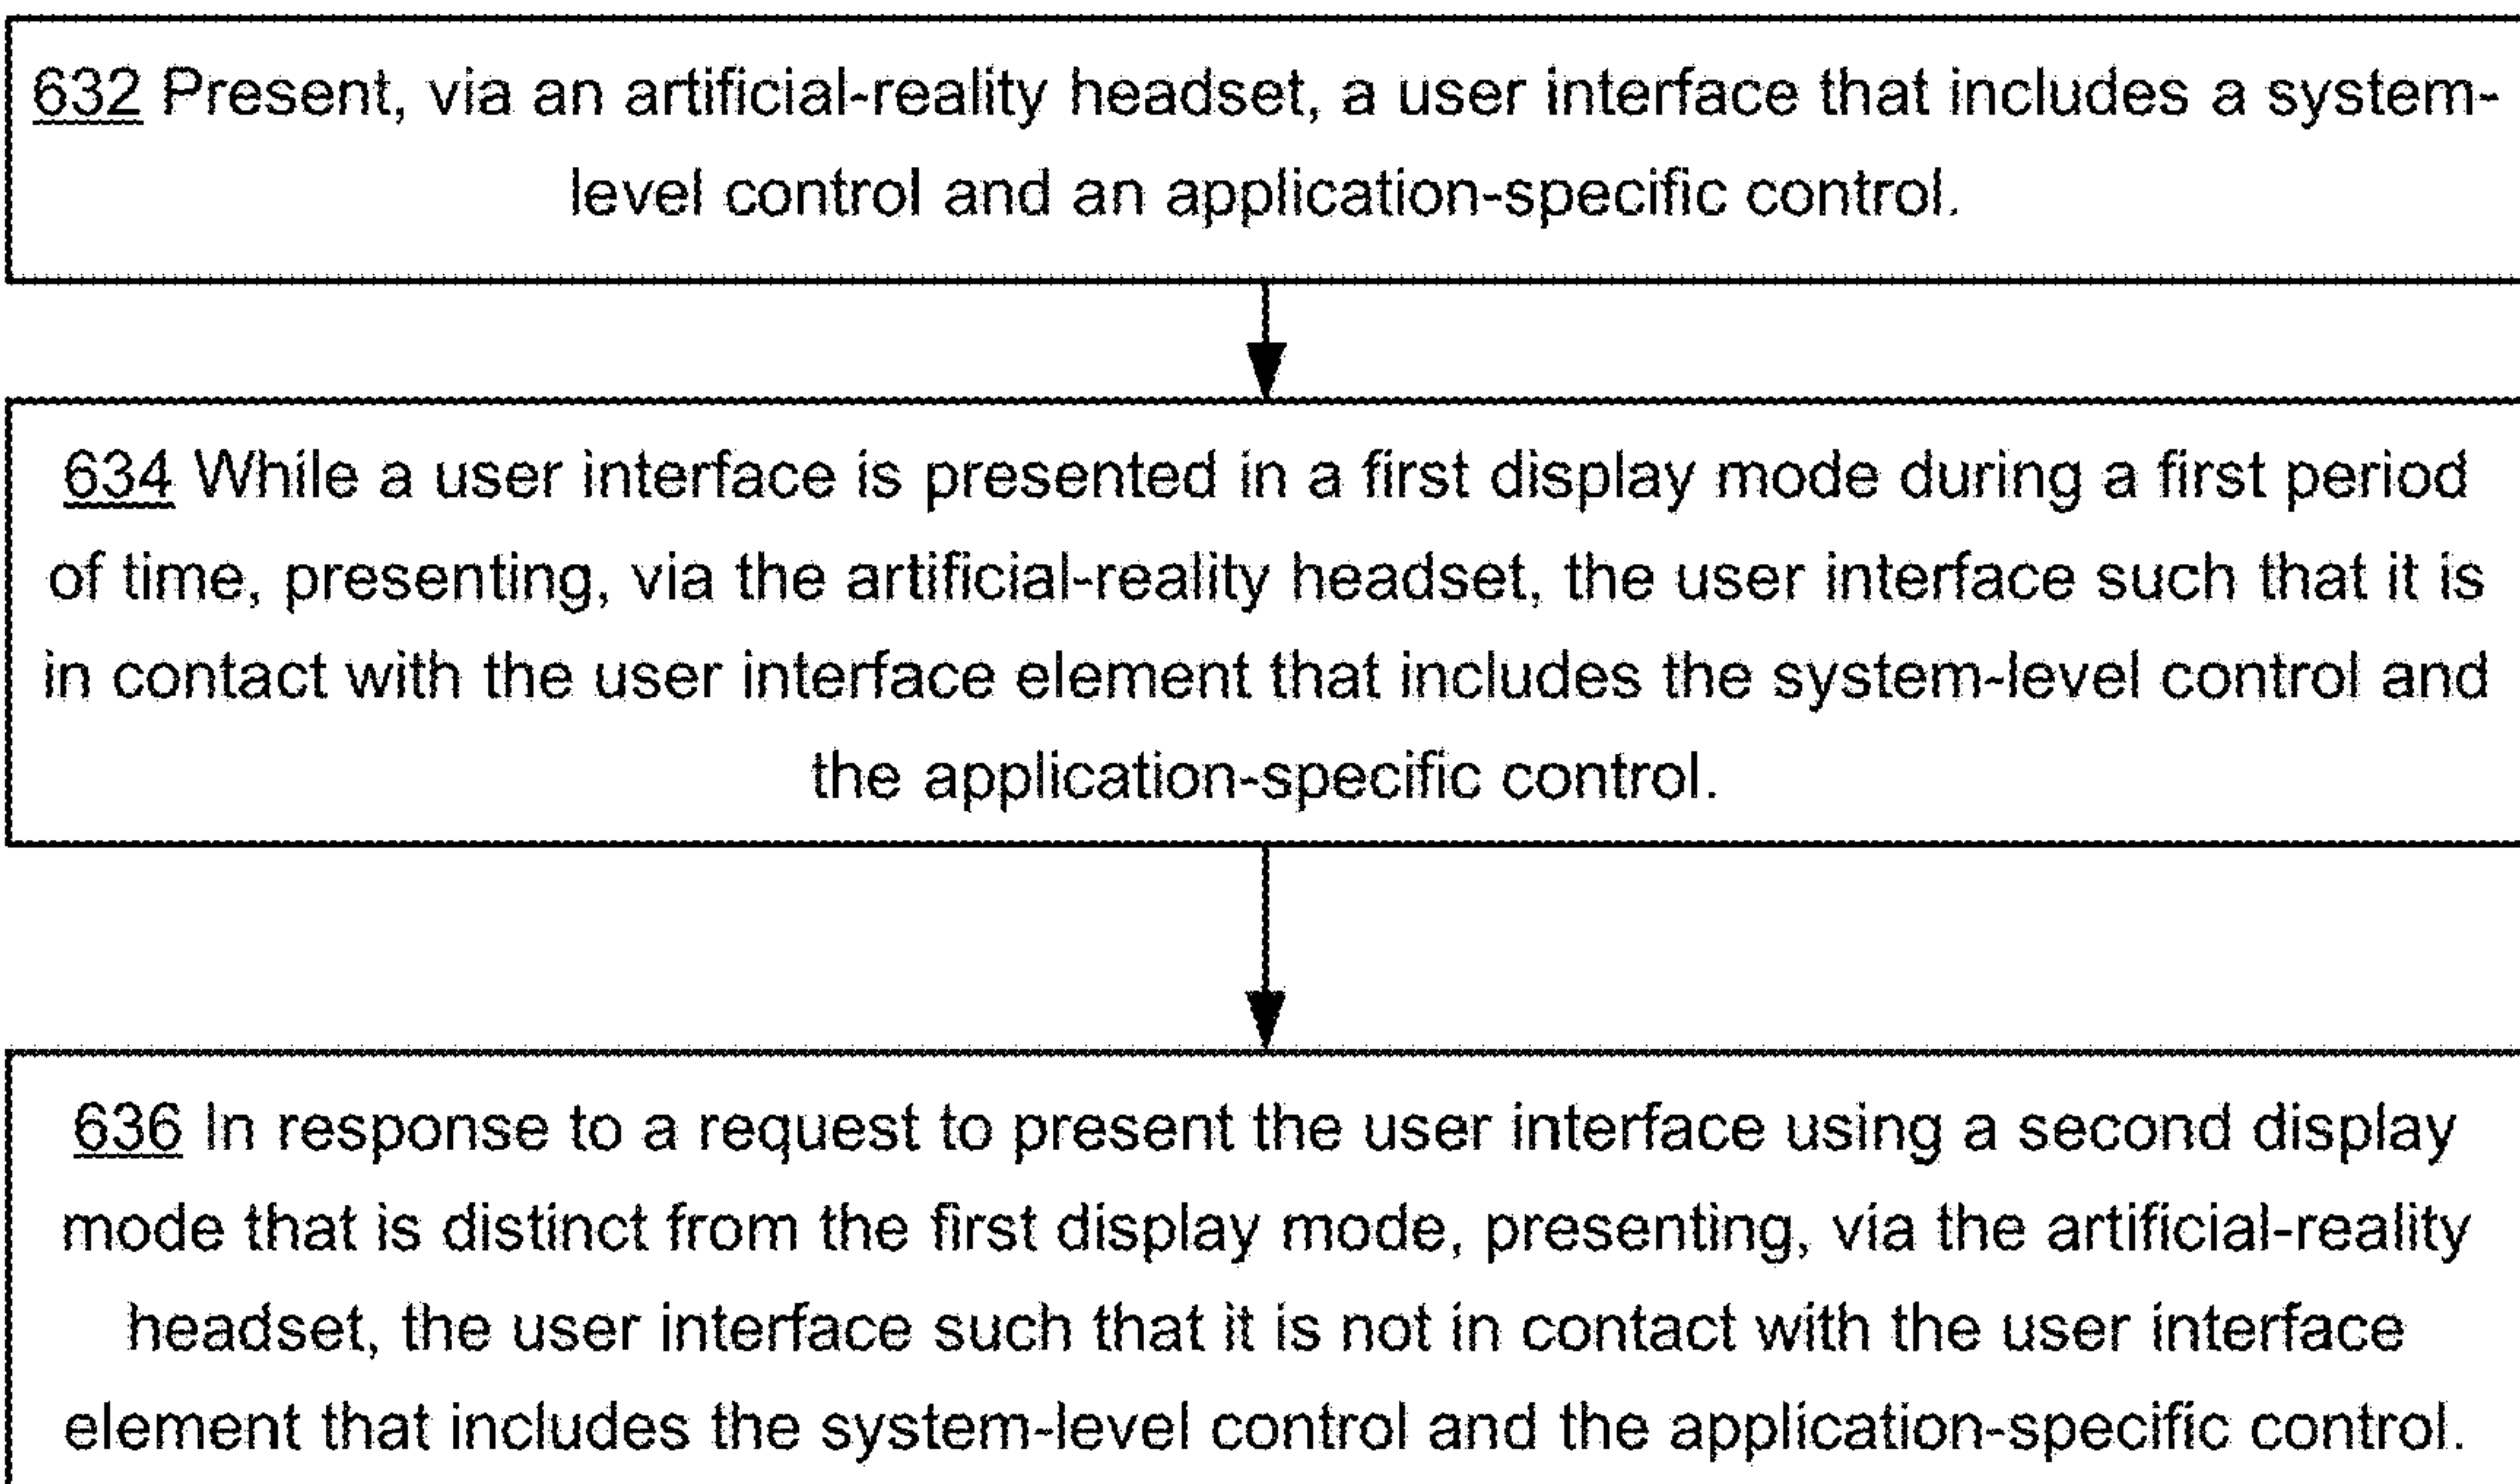 632 Present, via an artificial-reality headset, a user interface that includes a system-
level control and an application-specific control.
634 While a user interface is presented in a first display mode during a first period
of time, presenting, via the artificial-reality headset, the user interface such that it is
in contact with the user interface element that includes the system-level control and
the application-specific control.
636 In response to a request to present the user interface using a second display
mode that is distinct from the first display mode, presenting, via the artificial-reality
headset, the user interface such that it is not in contact with the user interface
element that includes the system-level control and the application-specific control.